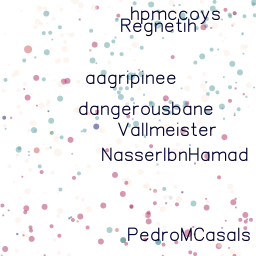 hpmccoys
Regnetih
aagripinee
dangerousbane
Vallmeister
NasserIbnHamad
PedroMCasals